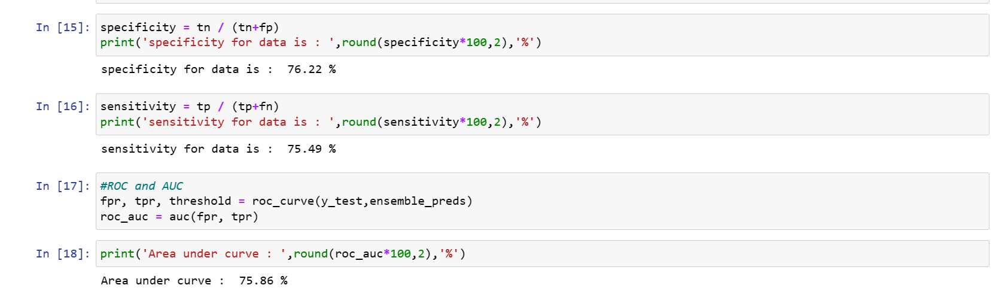 In [15]: specificity = tn / (tn+fp)
print('specificity for data is : ',round(specificity*100,2),'%')
specificity for data is :  76.22 %
In [16]: sensitivity = tp / (tp+fn)
print('sensitivity for data is : ',round(sensitivity*100,2),'%')
sensitivity for data is :  75.49 %
In [17]: #ROC and AUC
fpr, tpr, threshold = roc_curve(y_test,ensemble_preds)
roc_auc = auc(fpr, tpr)
In [18]: print('Area under curve : ',round(roc_auc*100,2),'%')
Area under curve :  75.86 %